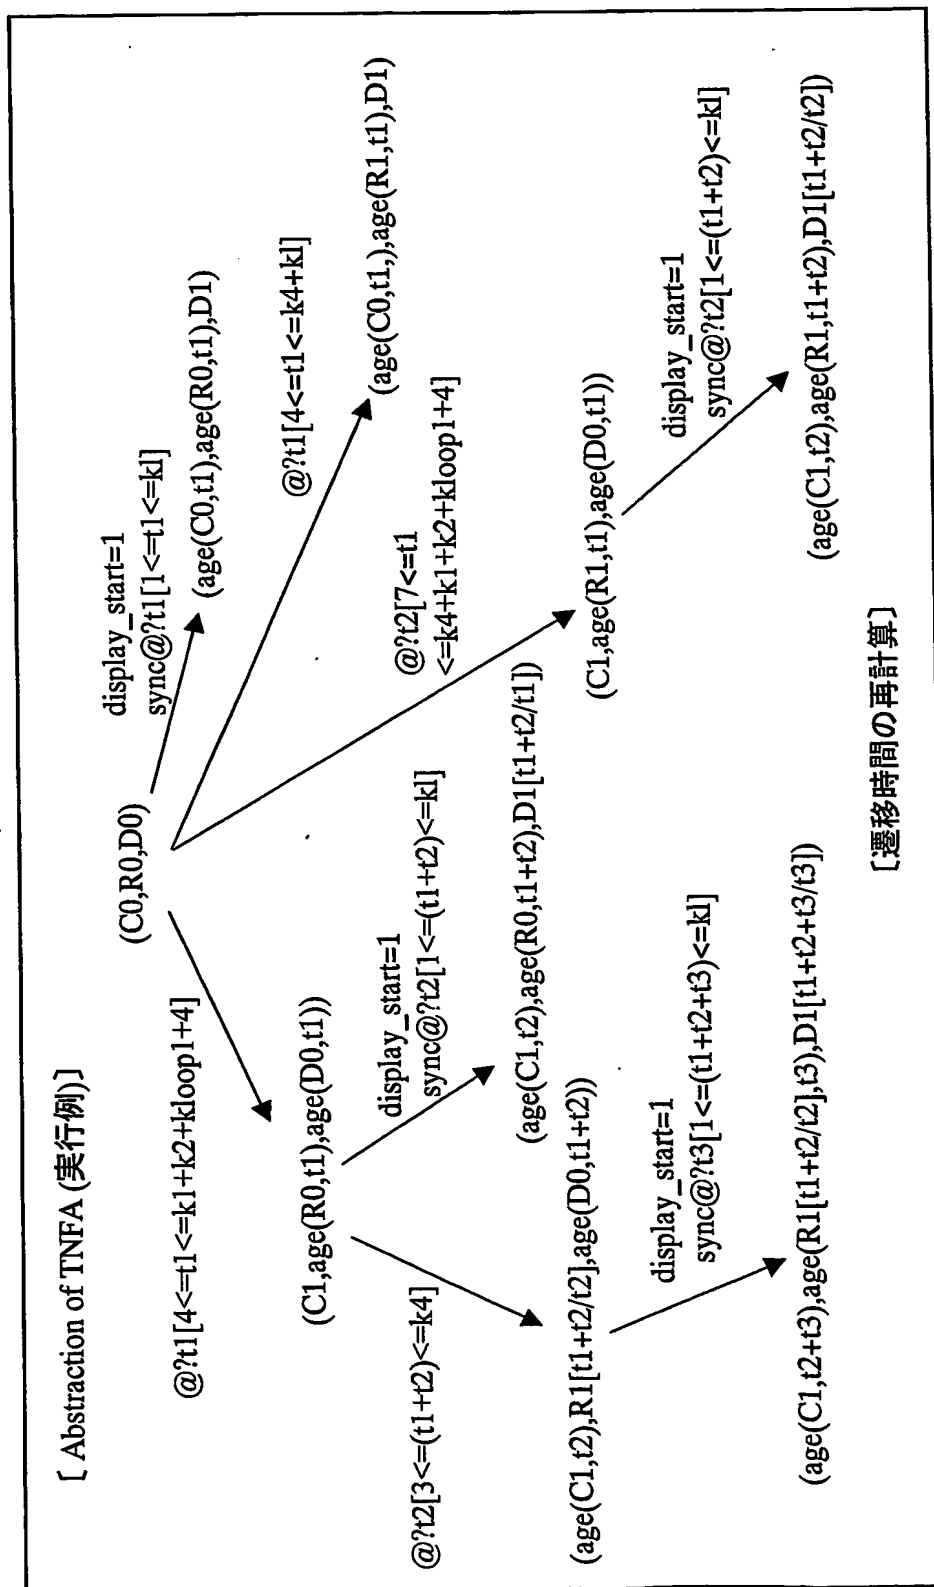 [ Abstraction of TNFA (実行例)]
(C0,R0,D0)
display_start=1
sync@?t1[1<=t1<=kl]
(age(C0,t1),age(R0,t1),D1)
@?t1[4<=t1<=k4+kl]
(age(C0,t1,),age(R1,t1),D1)
@?t1[4<=t1<=k1+k2+kloop1+4]
(C1,age(R0,t1),age(D0,t1))
@?t2[7<=t1
<=k4+k1+k2+kloop1+4]
(C1,age(R1,t1),age(D0,t1))
@?t2[3<=(t1+t2)<=k4]
(age(C1,t2),R1[t1+t2/t2],age(D0,t1+t2))
display_start=1
sync@?t2[1<=(t1+t2)<=kl]
(age(C1,t2),age(R0,t1+t2),D1[t1+t2/t1])
display_start=1
sync@?t2[1<=(t1+t2)<=kl]
(age(C1,t2),age(R1,t1+t2),D1[t1+t2/t2])
display_start=1
sync@?t3[1<=(t1+t2+t3)<=kl]
(age(C1,t2+t3),age(R1[t1+t2/t2],t3),D1[t1+t2+t3/t3])
[遷移時間の再計算]